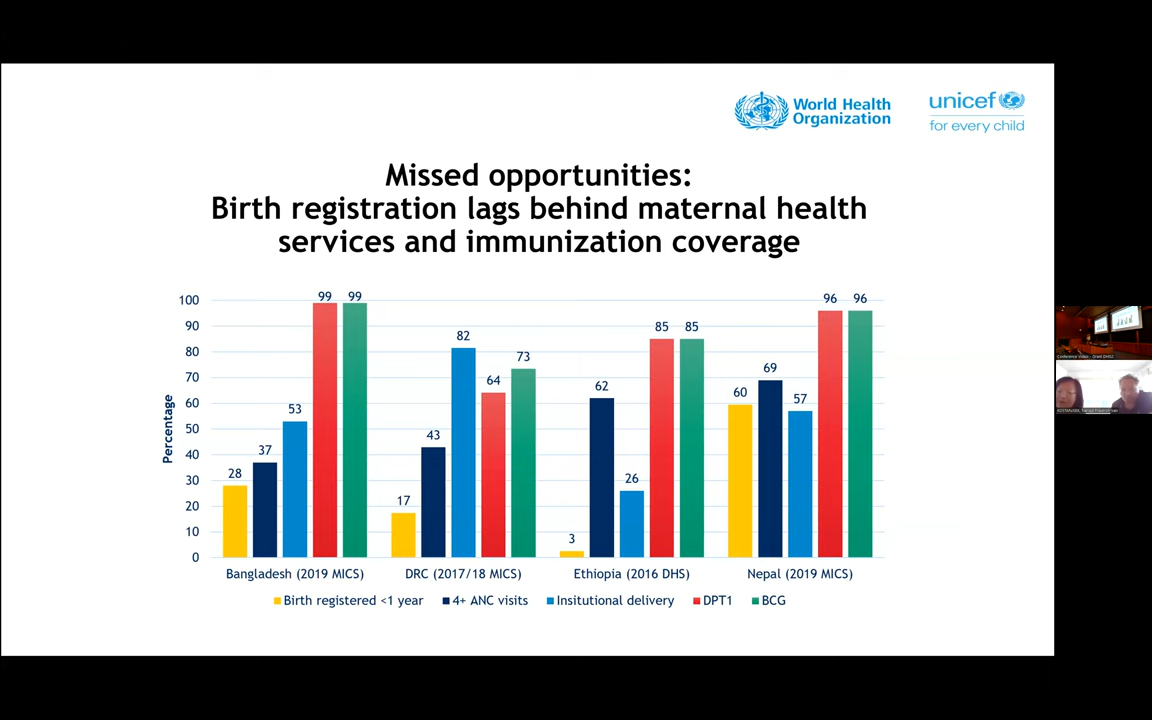 World Health
Organization
unicef
for every child
Missed opportunities:
Birth registration lags behind maternal health
services and immunization coverage
Percentage
100
90
80
70
60
50
40
30
20
10
0
28
37
53
99
99
17
43
82
64
73
3
62
26
85
85
60
69
57
96
96
Bangladesh (2019 MICS)
DRC (2017/18 MICS)
Ethiopia (2016 DHS)
Nepal (2019 MICS)
Birth registered <1 year
4+ ANC visits
Insitutional delivery
DPT1
BCG